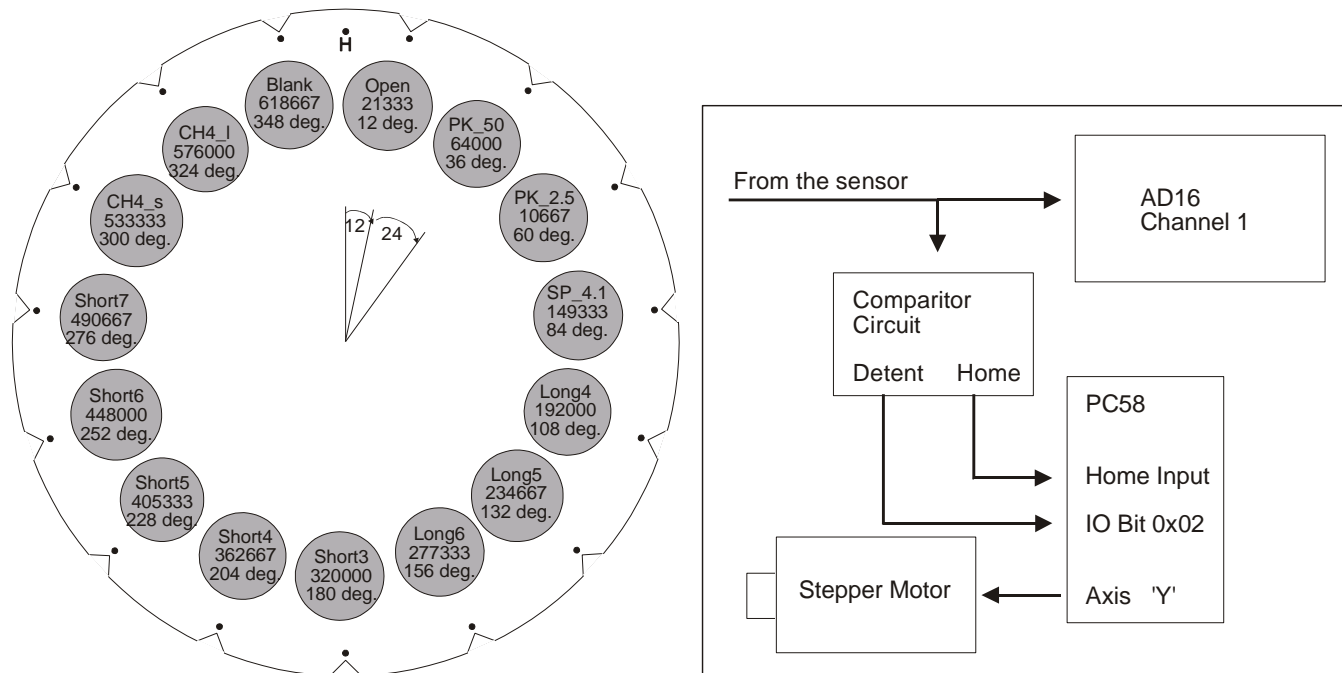 H
Blank
618667
348 deg.
Open
21333
12 deg.
CH4_l
576000
324 deg.
PK_50
64000
36 deg.
CH4_s
533333
300 deg.
PK_2.5
10667
60 deg.
12
24
Short7
490667
276 deg.
SP_4.1
149333
84 deg.
Short6
448000
252 deg.
Long4
192000
108 deg.
Short5
405333
228 deg.
Long5
234667
132 deg.
Short4
362667
204 deg.
Short3
320000
180 deg.
Long6
277333
156 deg.
From the sensor
AD16
Channel 1
Comparitor
Circuit
Detent Home
PC58
Home Input
IO Bit 0x02
Axis 'Y'
Stepper Motor